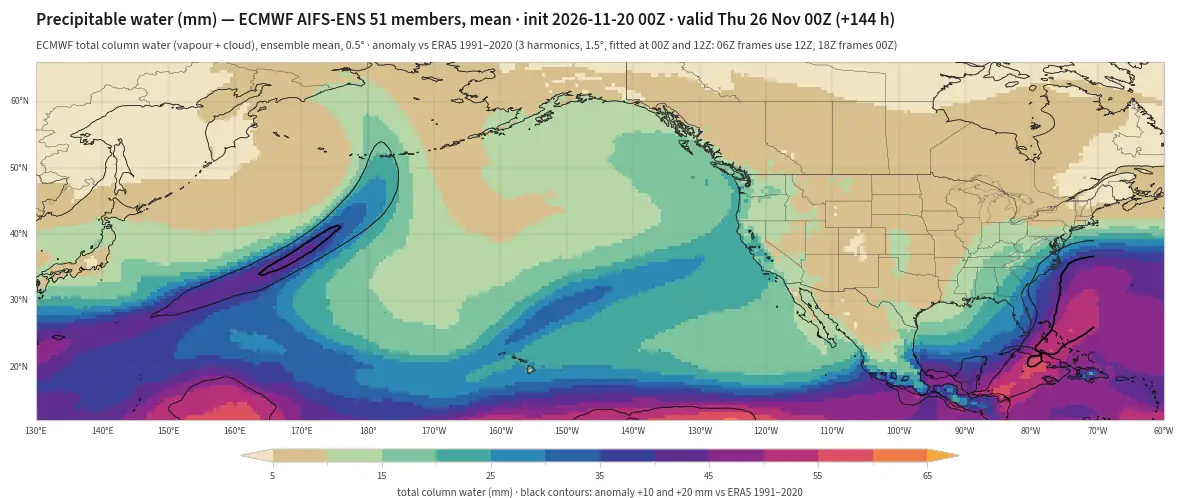 Precipitable water (mm) — ECMWF AIFS-ENS 51 members, mean · init 2026-11-20 00Z · valid Thu 26 Nov 00Z (+144 h)
ECMWF total column water (vapour + cloud), ensemble mean, 0.5° · anomaly vs ERA5 1991–2020 (3 harmonics, 1.5°, fitted at 00Z and 12Z: 06Z frames use 12Z, 18Z frames 00Z)
60°N
50°N
40°N
30°N
20°N
130°E 140°E 150°E 160°E 170°E 180° 170°W 160°W 150°W 140°W 130°W 120°W 110°W 100°W 90°W 80°W 70°W 60°W
5 15 25 35 45 55 65
total column water (mm) · black contours: anomaly +10 and +20 mm vs ERA5 1991–2020